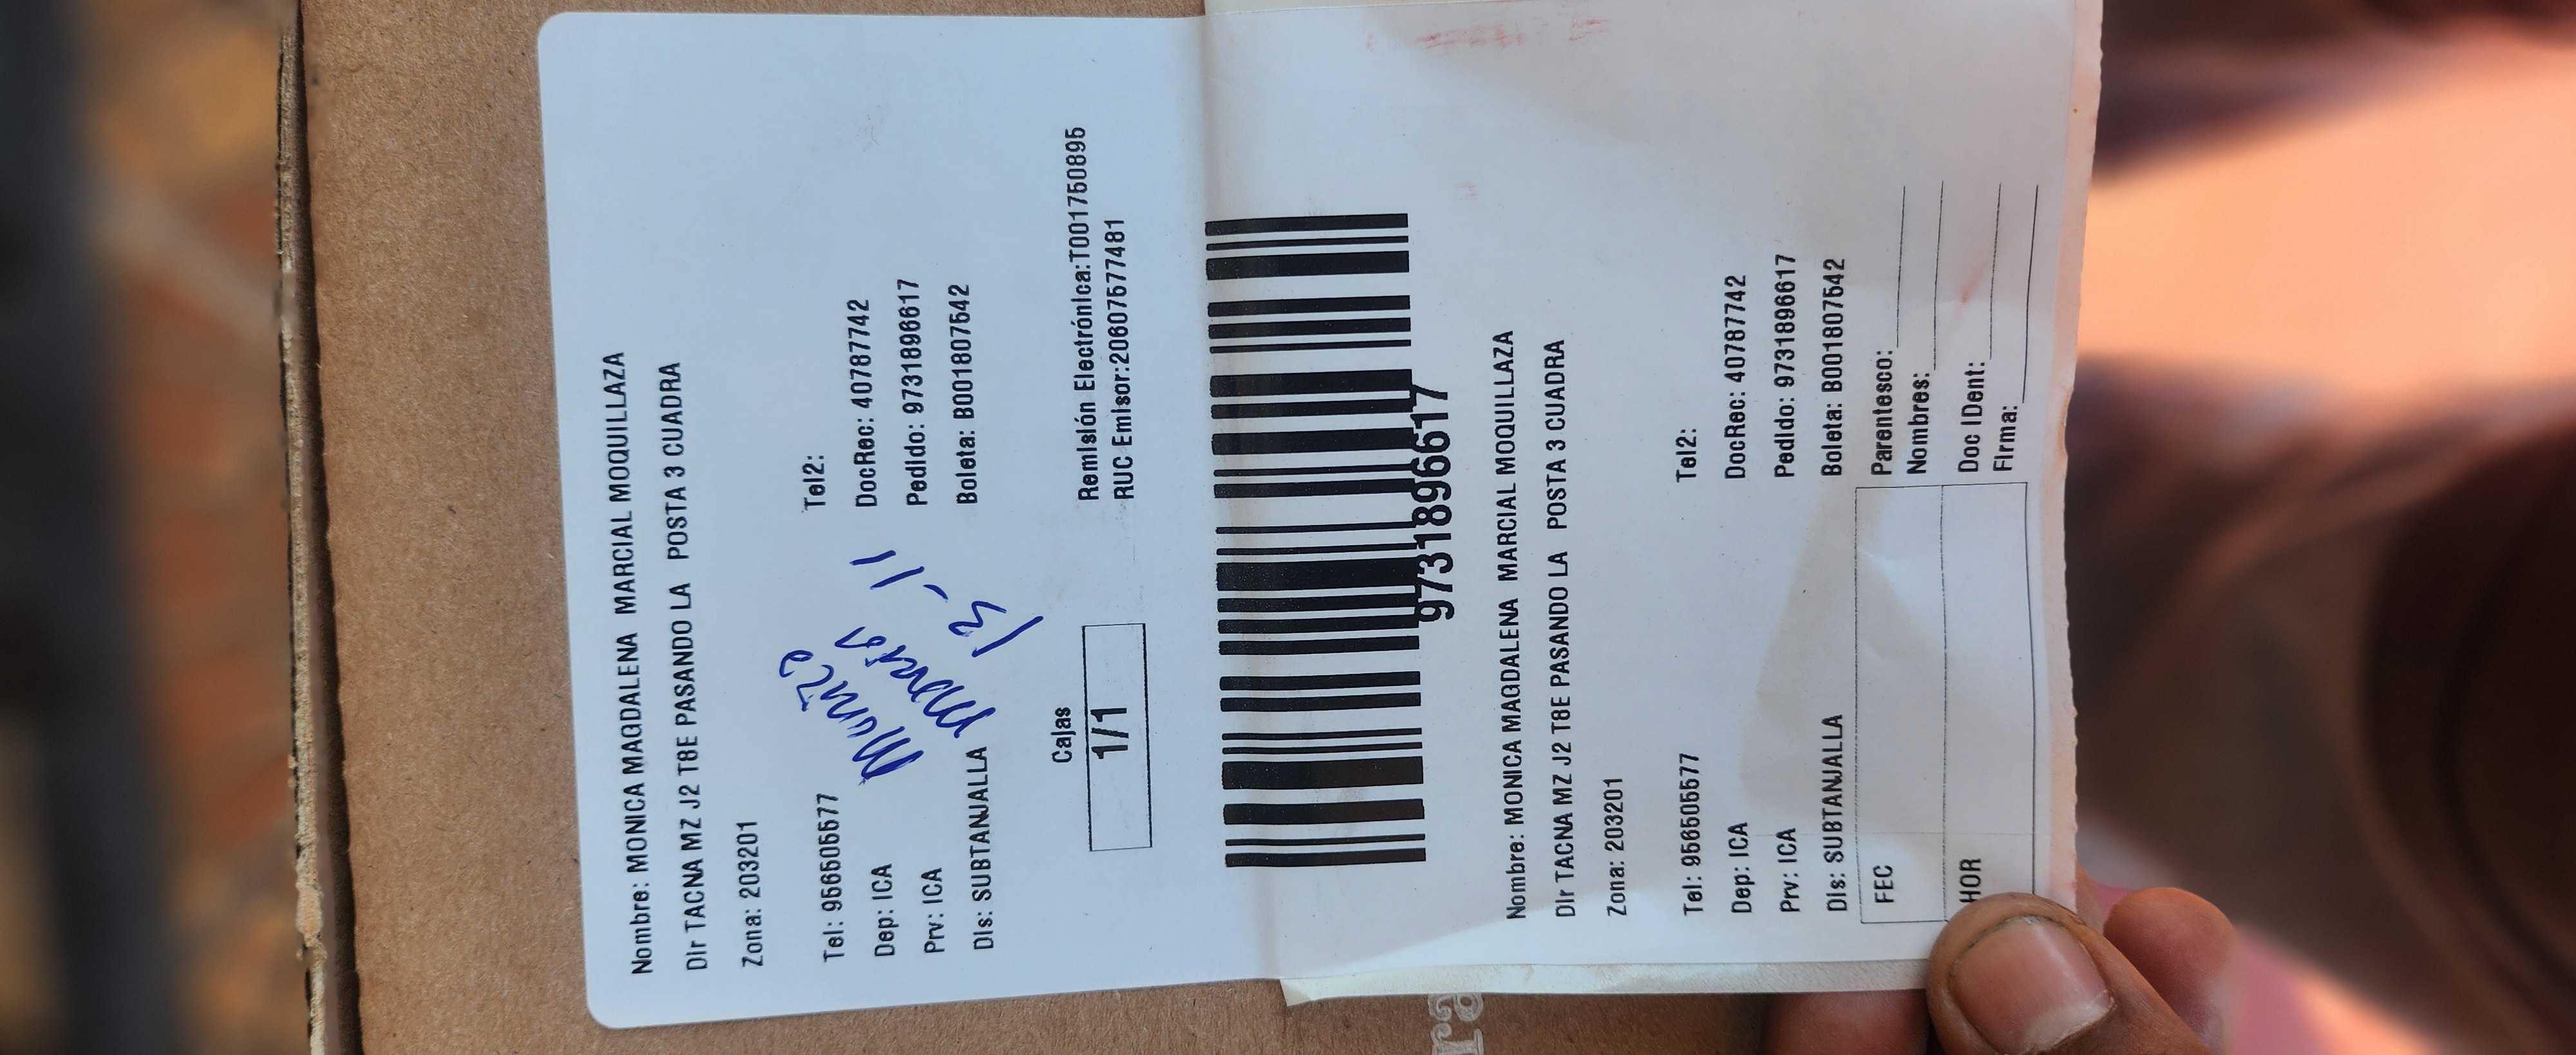 Nombre: MONICA MAGDALENA MARCIAL MOQUILLAZA
Dir TACNA MZ J2 T8E PASANDO LA POSTA 3 CUADRA
Zona: 203201
Tel: 956505577 Tel2:
Dep: ICA DocRec: 40787742
Prv: ICA Pedido: 9731896617
Dis: SUBTANJALLA Boleta: B001807542
13-11
Cajas
1/1
Remisión Electrónica:T001750895
RUC Emisor:20607577481
9731896617
Nombre: MONICA MAGDALENA MARCIAL MOQUILLAZA
Dir TACNA MZ J2 T8E PASANDO LA POSTA 3 CUADRA
Zona: 203201
Tel: 956505577 Tel2:
Dep: ICA DocRec: 40787742
Prv: ICA Pedido: 9731896617
Dis: SUBTANJALLA Boleta: B001807542
FEC Parentesco:
Nombres:
HOR Doc IDent:
Firma: